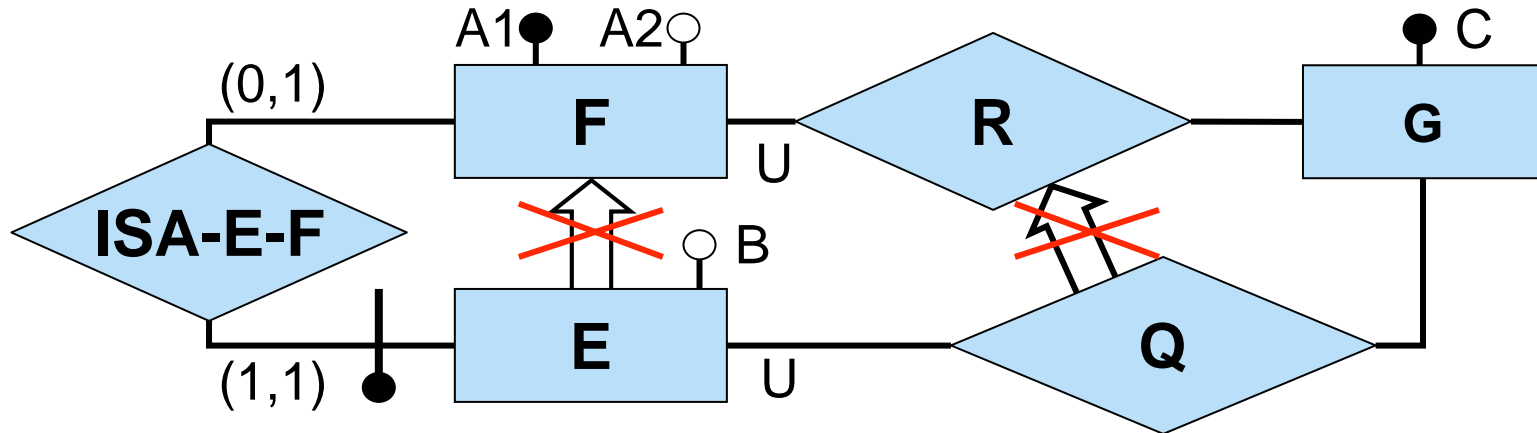 A1 A2 C
(0,1)
F R G
U
ISA-E-F
B
E Q
(1,1) U